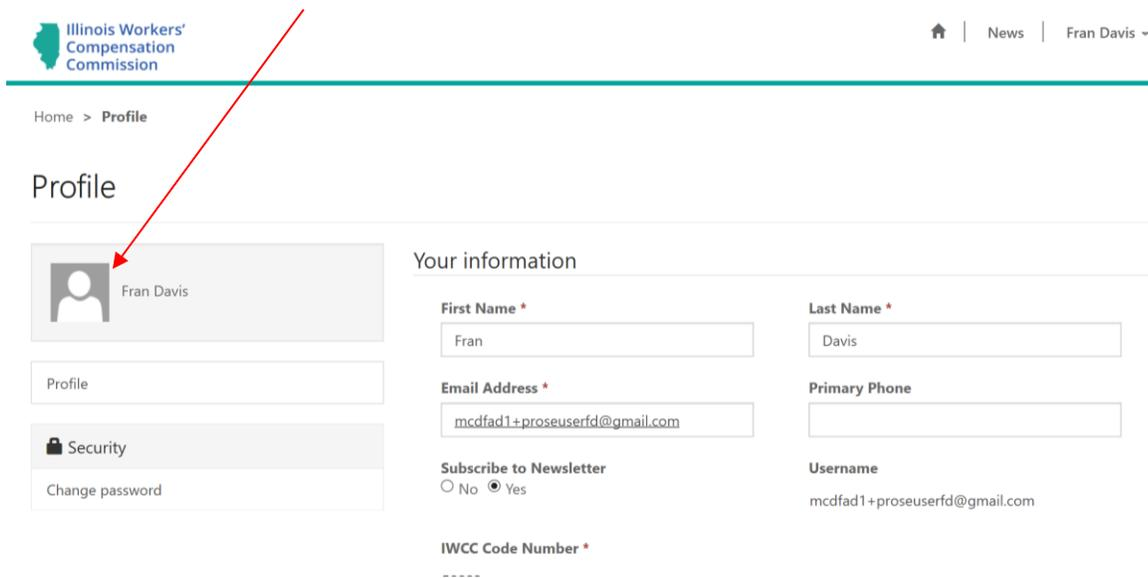 Illinois Workers'
Compensation
Commission
News
Fran Davis
Home > Profile
Profile
Fran Davis
Profile
Security
Change password
Your information
First Name *
Fran
Last Name *
Davis
Email Address *
mcdfad1+proseuserfd@gmail.com
Primary Phone
Subscribe to Newsletter
No Yes
Username
mcdfad1+proseuserfd@gmail.com
IWCC Code Number *